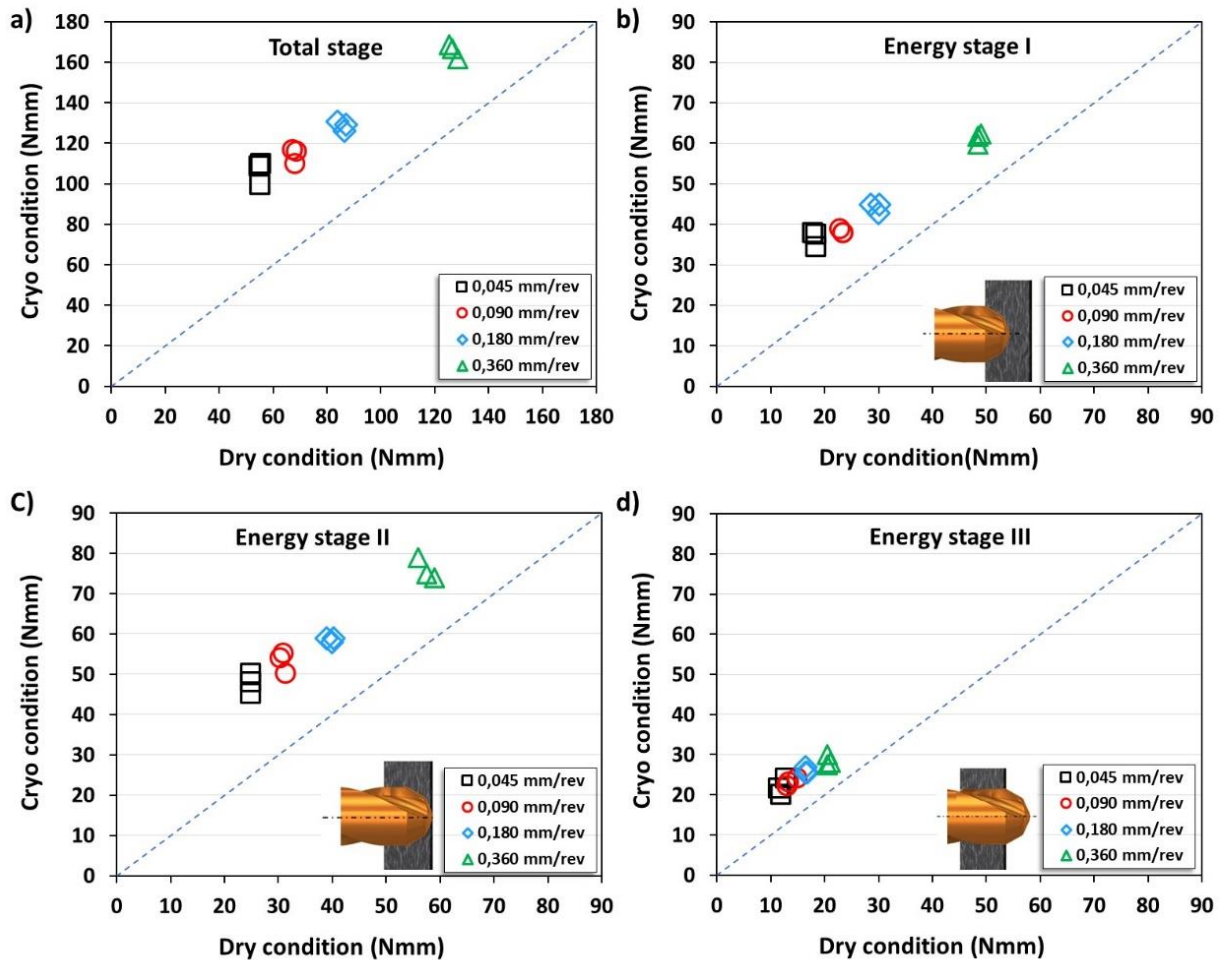 a)
Total stage
Cryo condition (Nmm)
180
160
140
120
100
80
60
40
20
0
0,045 mm/rev
0,090 mm/rev
0,180 mm/rev
0,360 mm/rev
0 20 40 60 80 100 120 140 160 180
Dry condition (Nmm)
b)
Energy stage I
Cryo condition (Nmm)
90
80
70
60
50
40
30
20
10
0
0,045 mm/rev
0,090 mm/rev
0,180 mm/rev
0,360 mm/rev
0 10 20 30 40 50 60 70 80 90
Dry condition(Nmm)
C)
Energy stage II
Cryo condition (Nmm)
90
80
70
60
50
40
30
20
10
0
0,045 mm/rev
0,090 mm/rev
0,180 mm/rev
0,360 mm/rev
0 10 20 30 40 50 60 70 80 90
Dry condition (Nmm)
d)
Energy stage III
Cryo condition (Nmm)
90
80
70
60
50
40
30
20
10
0
0,045 mm/rev
0,090 mm/rev
0,180 mm/rev
0,360 mm/rev
0 10 20 30 40 50 60 70 80 90
Dry condition (Nmm)